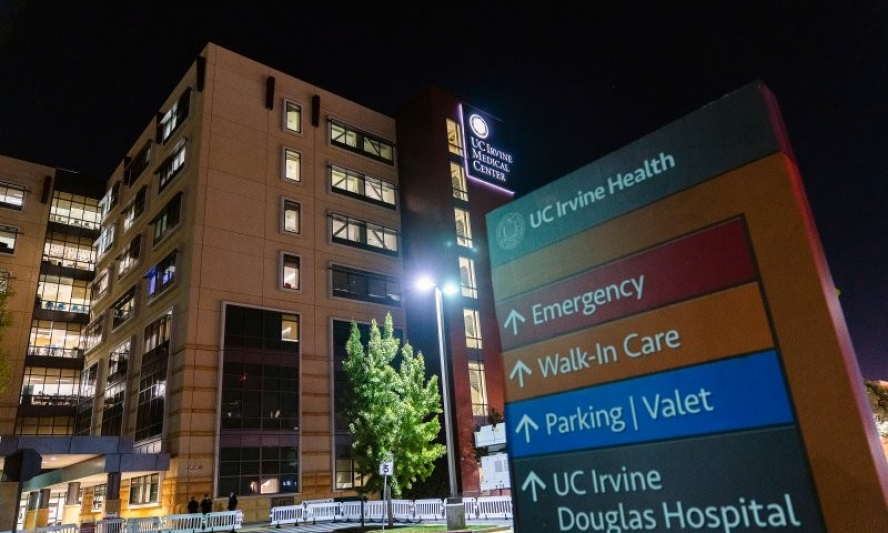 UC IRVINE
MEDICAL
CENTER
UC Irvine Health
Emergency
Walk-In Care
Parking | Valet
UC Irvine
Douglas Hospital
5